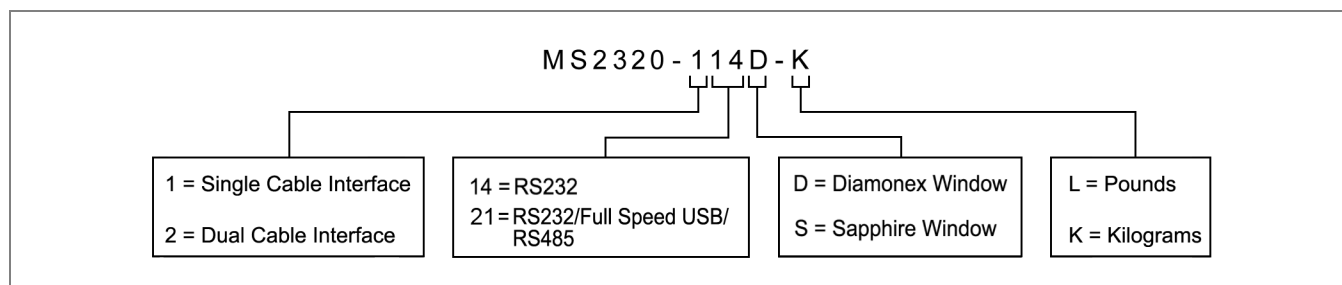 MS2320-114D-K
1 = Single Cable Interface
2 = Dual Cable Interface
14 = RS232
21 = RS232/Full Speed USB/
RS485
D = Diamonex Window
S = Sapphire Window
L = Pounds
K = Kilograms